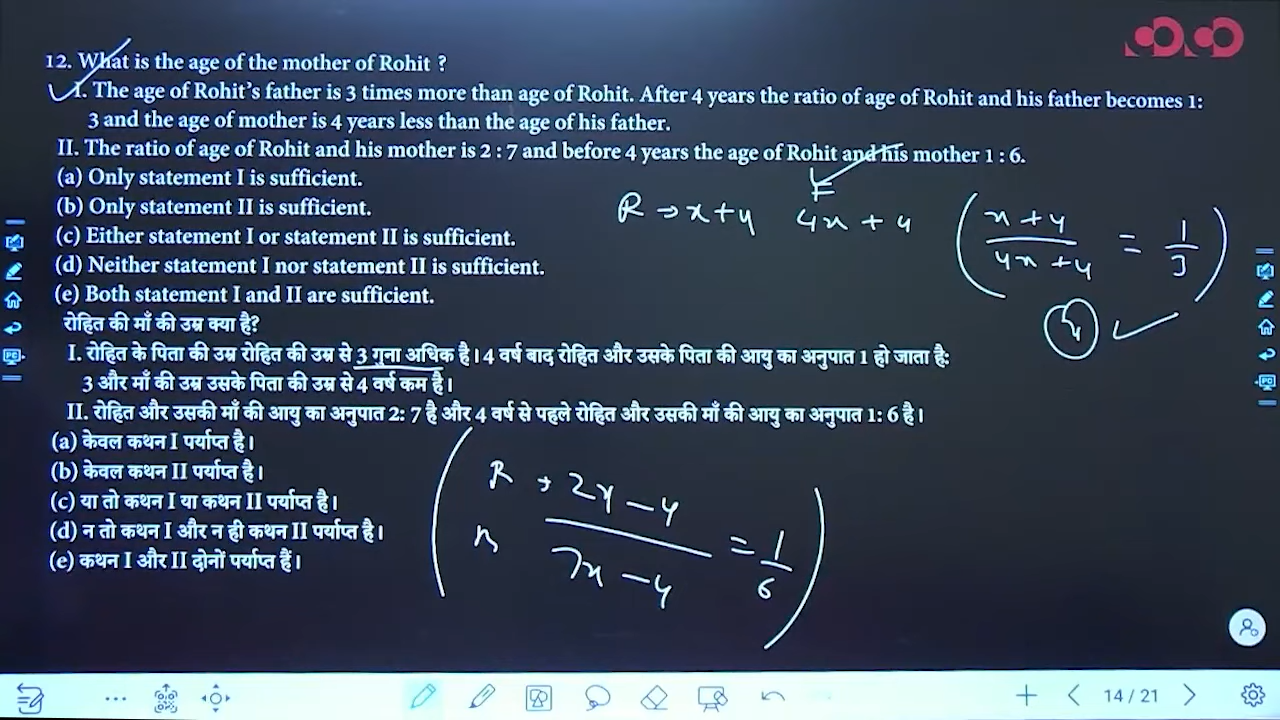 12. What is the age of the mother of Rohit ?
I. The age of Rohit's father is 3 times more than age of Rohit. After 4 years the ratio of age of Rohit and his father becomes 1:
3 and the age of mother is 4 years less than the age of his father.
II. The ratio of age of Rohit and his mother is 2 : 7 and before 4 years the age of Rohit and his mother 1 : 6.
(a) Only statement I is sufficient.
(b) Only statement II is sufficient.
(c) Either statement I or statement II is sufficient.
(d) Neither statement I nor statement II is sufficient.
(e) Both statement I and II are sufficient.
रोहित की माँ की उम्र क्या है?
I. रोहित के पिता की उम्र रोहित की उम्र से 3 गुना अधिक है। 4 वर्ष बाद रोहित और उसके पिता की आयु का अनुपात 1 हो जाता है:
3 और माँ की उम्र उसके पिता की उम्र से 4 वर्ष कम है।
II. रोहित और उसकी माँ की आयु का अनुपात 2: 7 है और 4 वर्ष से पहले रोहित और उसकी माँ की आयु का अनुपात 1: 6 है।
(a) केवल कथन I पर्याप्त है।
(b) केवल कथन II पर्याप्त है।
(c) या तो कथन I या कथन II पर्याप्त है।
(d) न तो कथन I और न ही कथन II पर्याप्त है।
(e) कथन I और II दोनों पर्याप्त हैं।
F
R → x+4 4x + 4
x + 4
4x + 4
= 1
3
R → 2x – 4
7x – 4
= 1
6
14 / 21